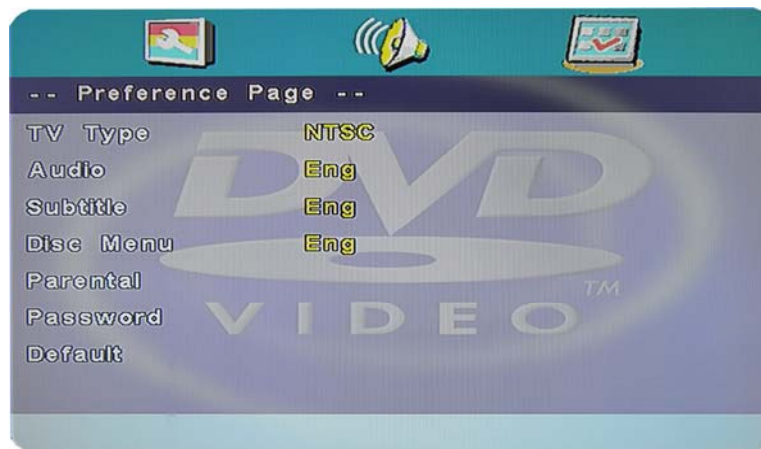 -- Preference Page --
TV Type NTSC
Audio Eng
Subtitle Eng
Disc Menu Eng
Parental
Password
Default
DVD
VIDEO
TM